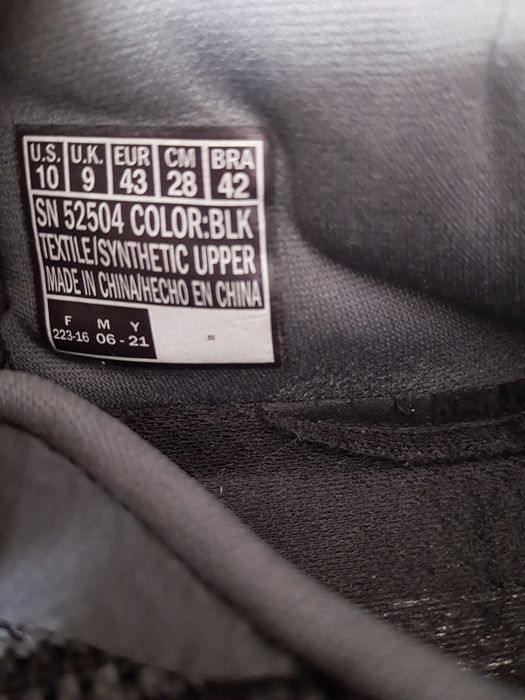 U.S. U.K. EUR CM BRA
10 9 43 28 42
SN 52504 COLOR:BLK
TEXTILE/SYNTHETIC UPPER
MADE IN CHINA/HECHO EN CHINA
F M Y
223-16 06 - 21